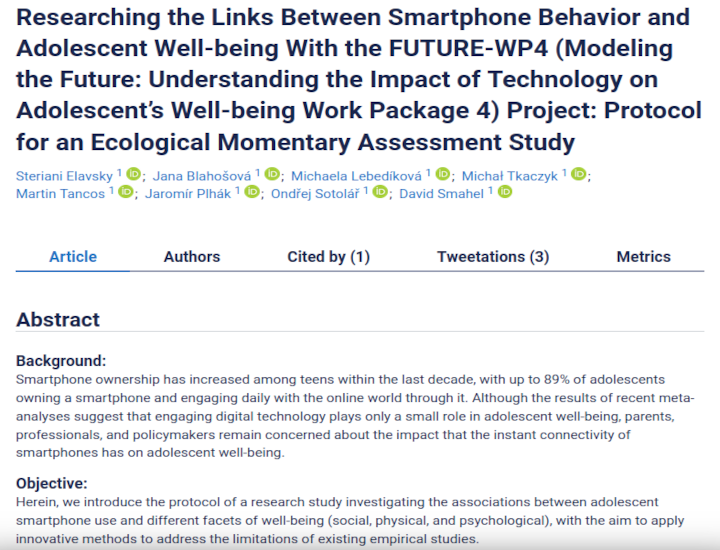 Researching the Links Between Smartphone Behavior and
Adolescent Well-being With the FUTURE-WP4 (Modeling
the Future: Understanding the Impact of Technology on
Adolescent's Well-being Work Package 4) Project: Protocol
for an Ecological Momentary Assessment Study
Steriani Elavsky 1 iD; Jana Blahošová 1 iD; Michaela Lebedíková 1 iD; Michał Tkaczyk 1 iD;
Martin Tancos 1 iD; Jaromír Plhák 1 iD; Ondřej Sotolář 1 iD; David Smahel 1 iD
Article Authors Cited by (1) Tweetations (3) Metrics
Abstract
Background:
Smartphone ownership has increased among teens within the last decade, with up to 89% of adolescents
owning a smartphone and engaging daily with the online world through it. Although the results of recent meta-
analyses suggest that engaging digital technology plays only a small role in adolescent well-being, parents,
professionals, and policymakers remain concerned about the impact that the instant connectivity of
smartphones has on adolescent well-being.
Objective:
Herein, we introduce the protocol of a research study investigating the associations between adolescent
smartphone use and different facets of well-being (social, physical, and psychological), with the aim to apply
innovative methods to address the limitations of existing empirical studies.